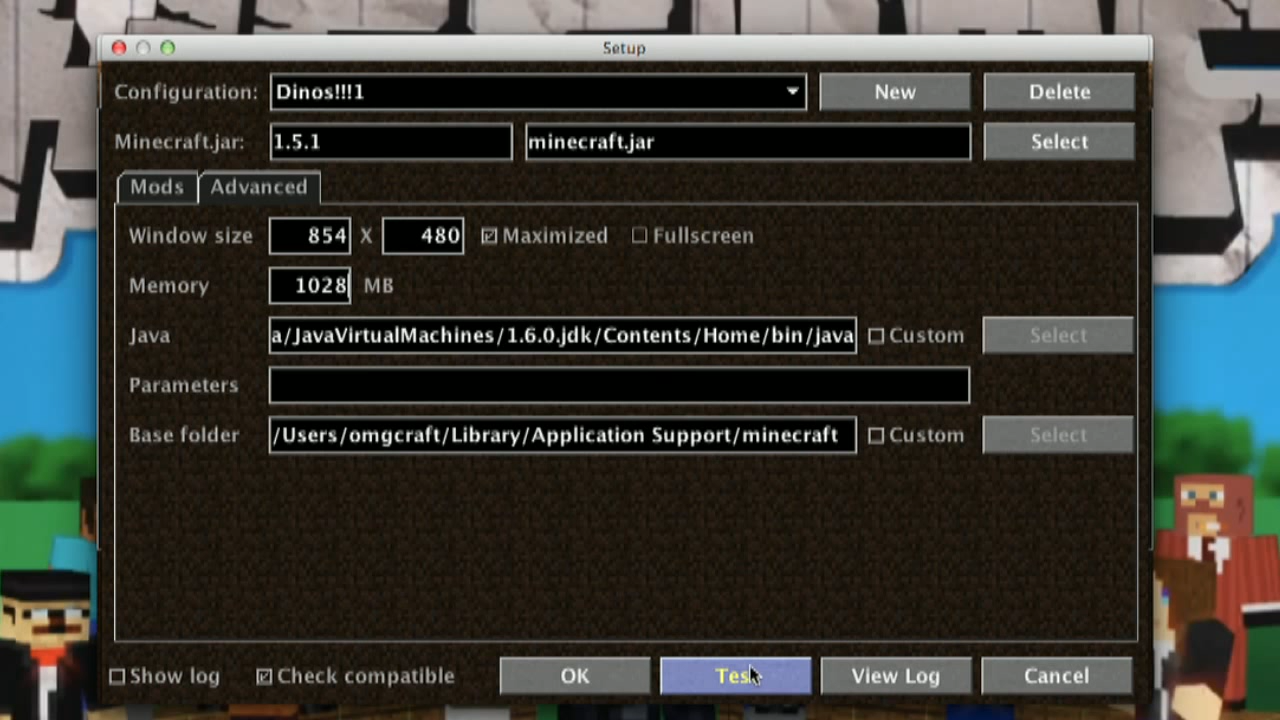 Setup
Configuration: Dinos!!!1 New Delete
Minecraft.jar: 1.5.1 minecraft.jar Select
Mods Advanced
Window size 854 X 480 Maximized Fullscreen
Memory 1028 MB
Java a/JavaVirtualMachines/1.6.0.jdk/Contents/Home/bin/java Custom Select
Parameters
Base folder /Users/omgcraft/Library/Application Support/minecraft Custom Select
Show log Check compatible OK Test View Log Cancel